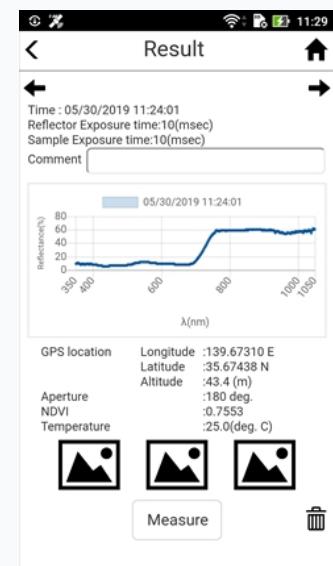 11:29
Result
Time : 05/30/2019 11:24:01
Reflector Exposure time:10(msec)
Sample Exposure time:10(msec)
Comment
05/30/2019 11:24:01
Reflectance(%)
80
60
40
20
0
350 400 600 800 1000 1050
λ(nm)
GPS location Longitude :139.67310 E
Latitude :35.67438 N
Altitude :43.4 (m)
Aperture :180 deg.
NDVI :0.7553
Temperature :25.0(deg. C)
Measure